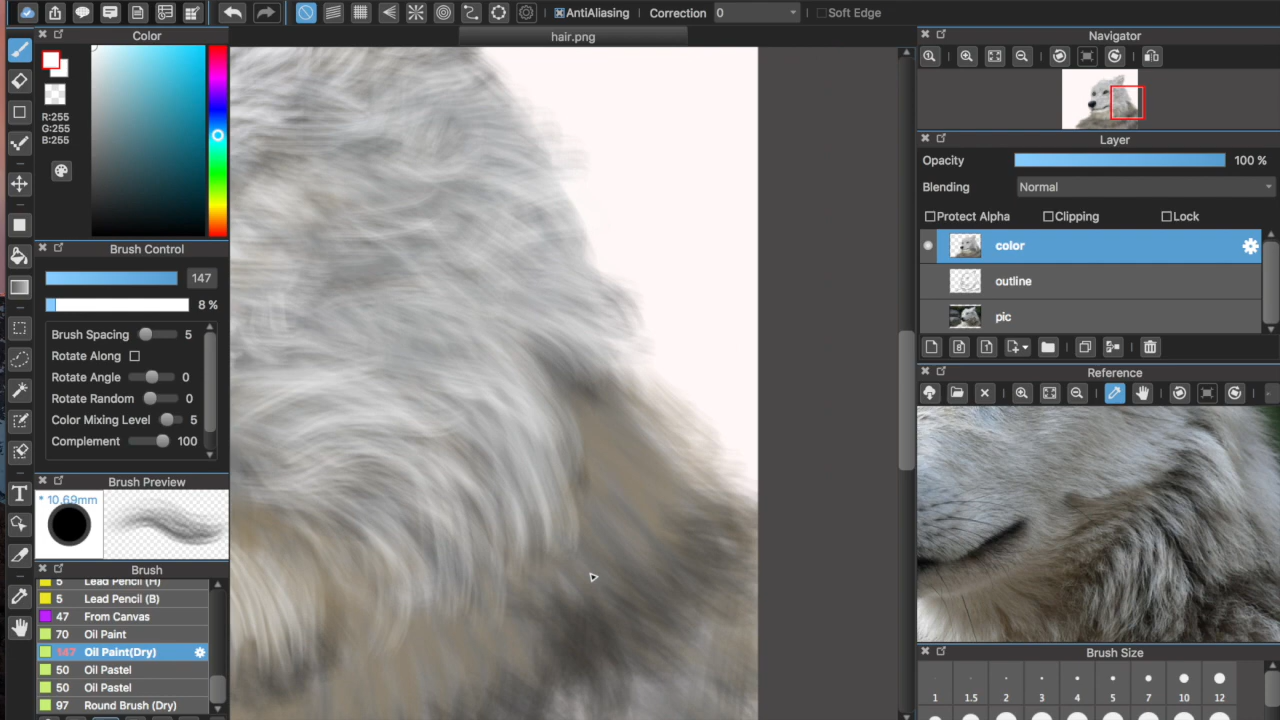 AntiAliasing Correction 0 Soft Edge
Color
hair.png
Navigator
R:255
G:255
B:255
Layer
Opacity 100 %
Blending Normal
Protect Alpha Clipping Lock
color
outline
pic
Brush Control
147
8 %
Brush Spacing 5
Rotate Along
Rotate Angle 0
Rotate Random 0
Color Mixing Level 5
Complement 100
Reference
Brush Preview
* 10.69mm
Brush
5 Lead Pencil (H)
5 Lead Pencil (B)
47 From Canvas
70 Oil Paint
147 Oil Paint(Dry)
50 Oil Pastel
50 Oil Pastel
97 Round Brush (Dry)
Brush Size
1 1.5 2 3 4 5 7 10 12